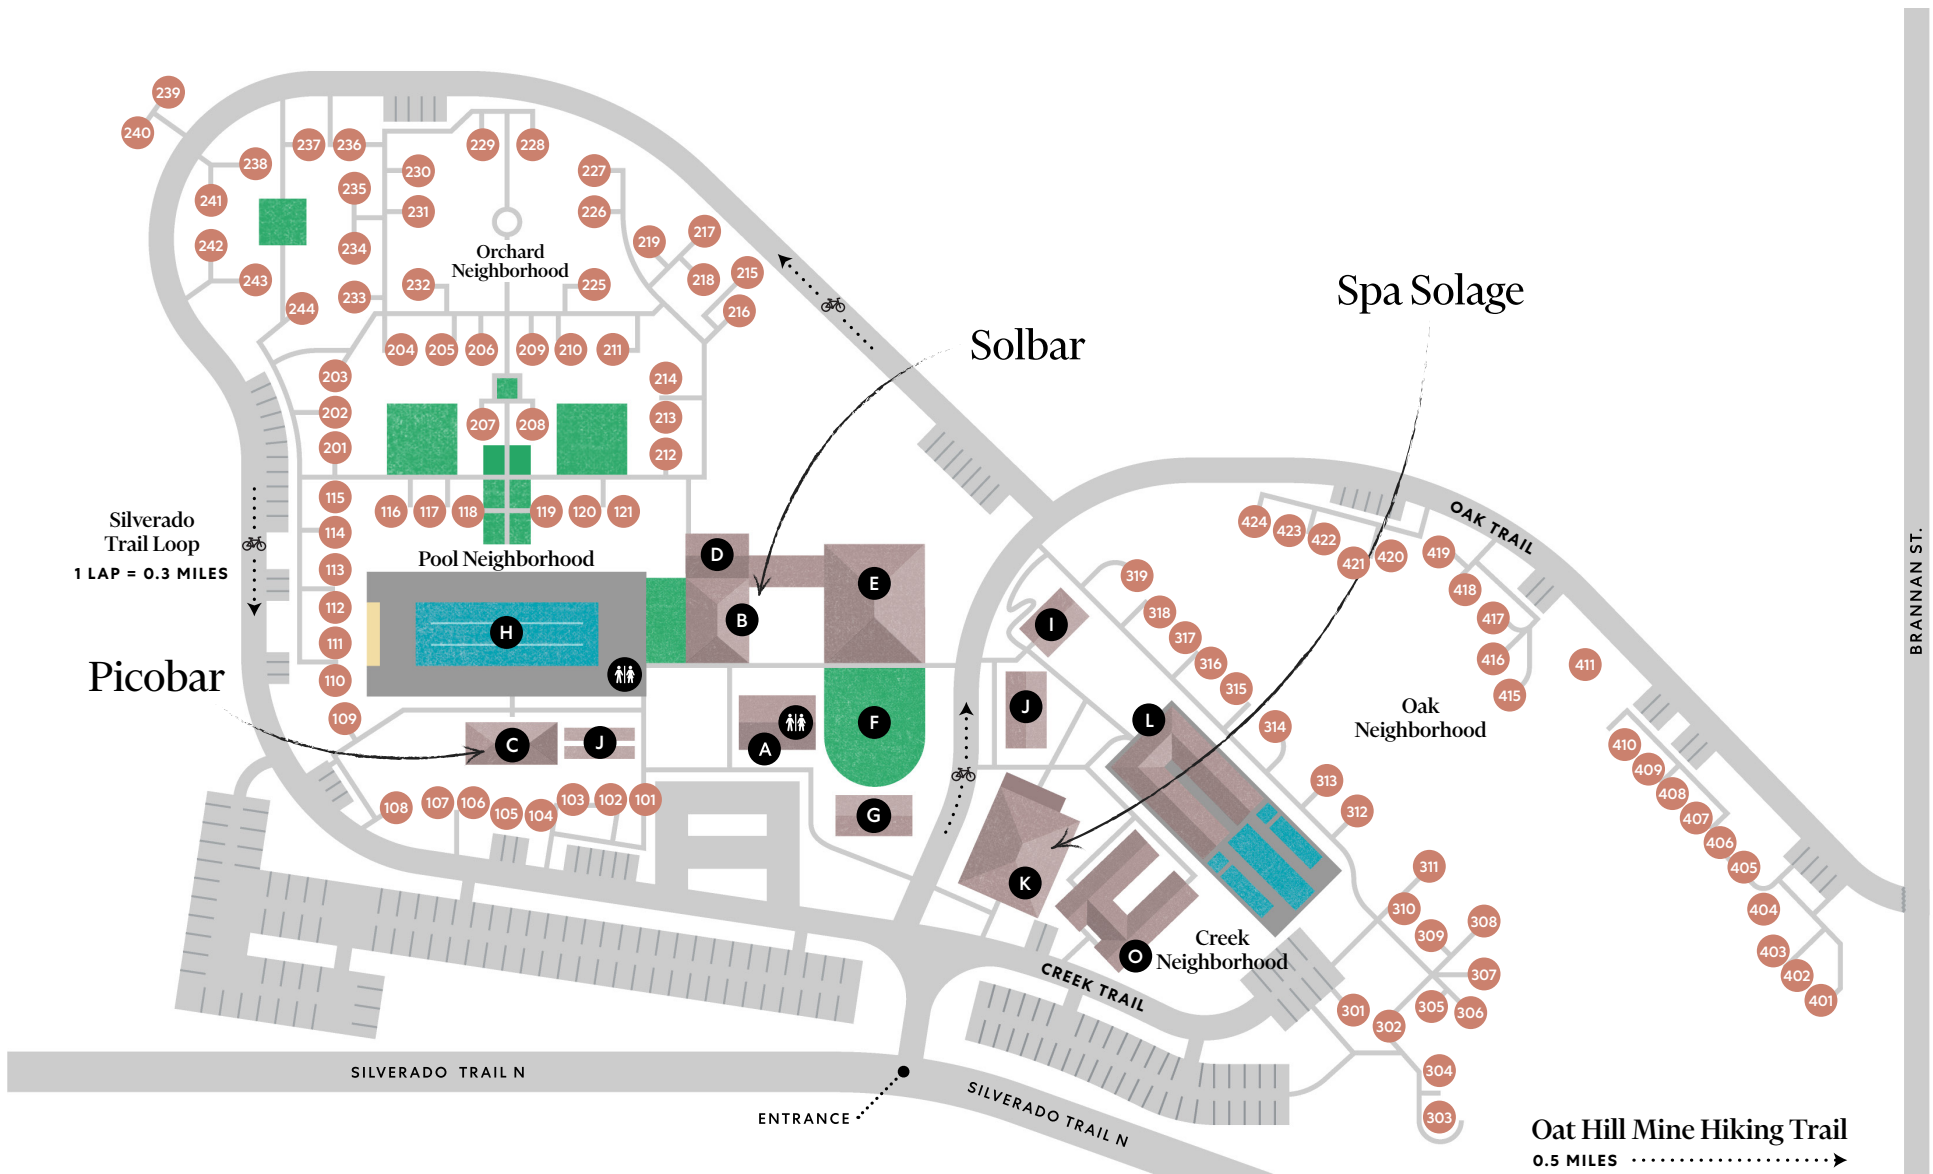 239
240
237
236
229
228
238
230
227
235
241
231
226
217
219
242
234
Orchard
Neighborhood
215
218
243
232
225
233
244
216
Spa Solage
Solbar
204
205
206
209
210
211
203
214
202
207
208
213
201
212
115
116
117
118
119
120
121
114
424
423
422
421
420
419
OAK TRAIL
BRANNAN ST.
Silverado
Trail Loop
1 LAP = 0.3 MILES
Pool Neighborhood
113
D
E
319
418
112
H
B
I
318
417
111
317
416
411
110
316
315
415
Picobar
109
C
J
A
F
J
L
314
Oak
Neighborhood
410
409
108
107
106
105
104
103
102
101
G
313
312
408
407
406
405
K
311
310
309
308
404
O
Creek
Neighborhood
CREEK TRAIL
307
403
402
401
301
302
305
306
304
303
SILVERADO TRAIL N
SILVERADO TRAIL N
ENTRANCE
Oat Hill Mine Hiking Trail
0.5 MILES